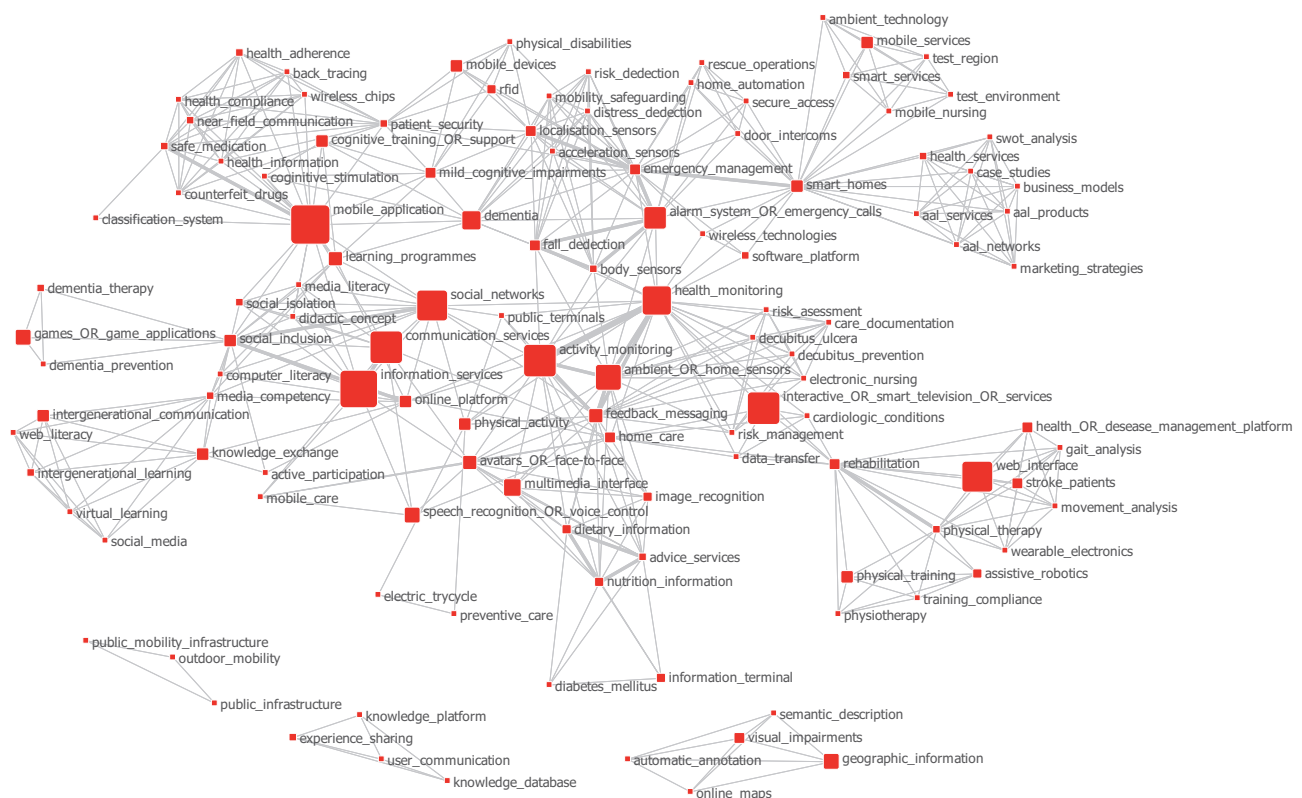 ambient_technology
mobile_services
physical_disabilities
health_adherence
test_region
rescue_operations
mobile_devices
back_tracing
risk_dedection
smart_services
home_automation
rfid
wireless_chips
test_environment
mobility_safeguarding
health_compliance
secure_access
distress_dedection
mobile_nursing
near_field_communication
patient_security
localisation_sensors
door_intercoms
swot_analysis
cognitive_training_OR_support
safe_medication
acceleration_sensors
health_services
health_information
emergency_management
case_studies
mild_cognitive_impairments
coginitive_stimulation
smart_homes
business_models
counterfeit_drugs
mobile_application
aal_services
aal_products
classification_system
dementia
alarm_system_OR_emergency_calls
wireless_technologies
fall_dedection
aal_networks
learning_programmes
software_platform
body_sensors
marketing_strategies
media_literacy
dementia_therapy
social_networks
health_monitoring
social_isolation
risk_asessment
didactic_concept
public_terminals
care_documentation
games_OR_game_applications
communication_services
decubitus_ulcera
social_inclusion
activity_monitoring
decubitus_prevention
dementia_prevention
computer_literacy
information_services
ambient_OR_home_sensors
electronic_nursing
media_competency
online_platform
interactive_OR_smart_television_OR_services
intergenerational_communication
feedback_messaging
cardiologic_conditions
physical_activity
health_OR_desease_management_platform
web_literacy
home_care
risk_management
gait_analysis
knowledge_exchange
data_transfer
avatars_OR_face-to-face
rehabilitation
web_interface
intergenerational_learning
active_participation
multimedia_interface
stroke_patients
mobile_care
image_recognition
movement_analysis
virtual_learning
speech_recognition_OR_voice_control
dietary_information
physical_therapy
social_media
wearable_electronics
advice_services
nutrition_information
physical_training
assistive_robotics
electric_trycycle
training_compliance
preventive_care
physiotherapy
public_mobility_infrastructure
outdoor_mobility
information_terminal
diabetes_mellitus
public_infrastructure
knowledge_platform
semantic_description
experience_sharing
visual_impairments
user_communication
automatic_annotation
geographic_information
knowledge_database
online_maps